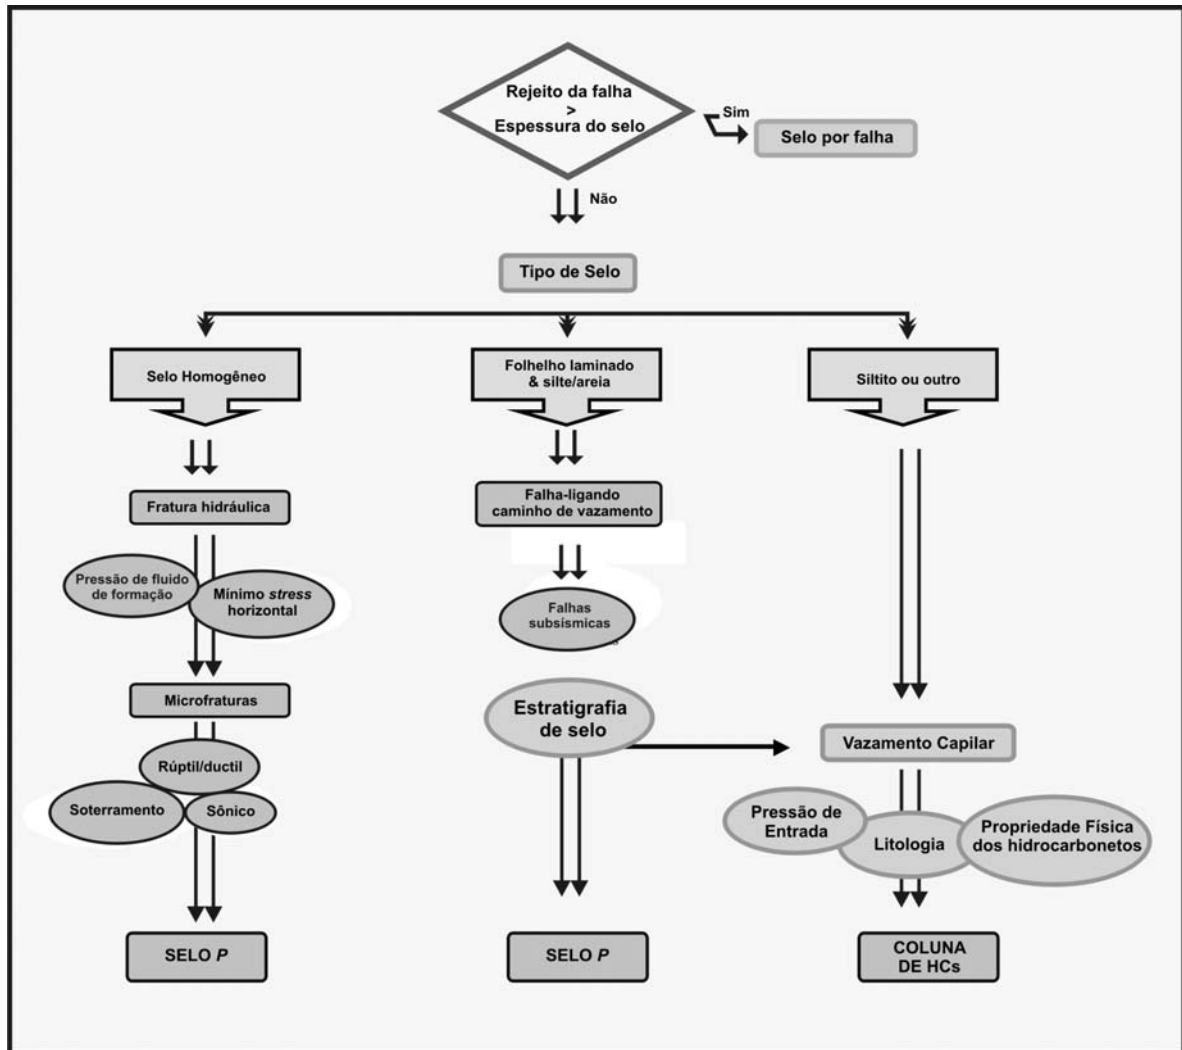 Rejeito da falha
>
Espessura do selo
Sim
Selo por falha
Não
Tipo de Selo
Selo Homogêneo
Folhelho laminado
& silte/areia
Siltito ou outro
Fratura hidráulica
Falha-ligando
caminho de vazamento
Pressão de fluido
de formação
Mínimo stress
horizontal
Falhas
subsísmicas
Microfraturas
Estratigrafia
de selo
Vazamento Capilar
Rúptil/ductil
Soterramento
Sônico
Pressão de
Entrada
Litologia
Propriedade Física
dos hidrocarbonetos
SELO P
SELO P
COLUNA
DE HCs